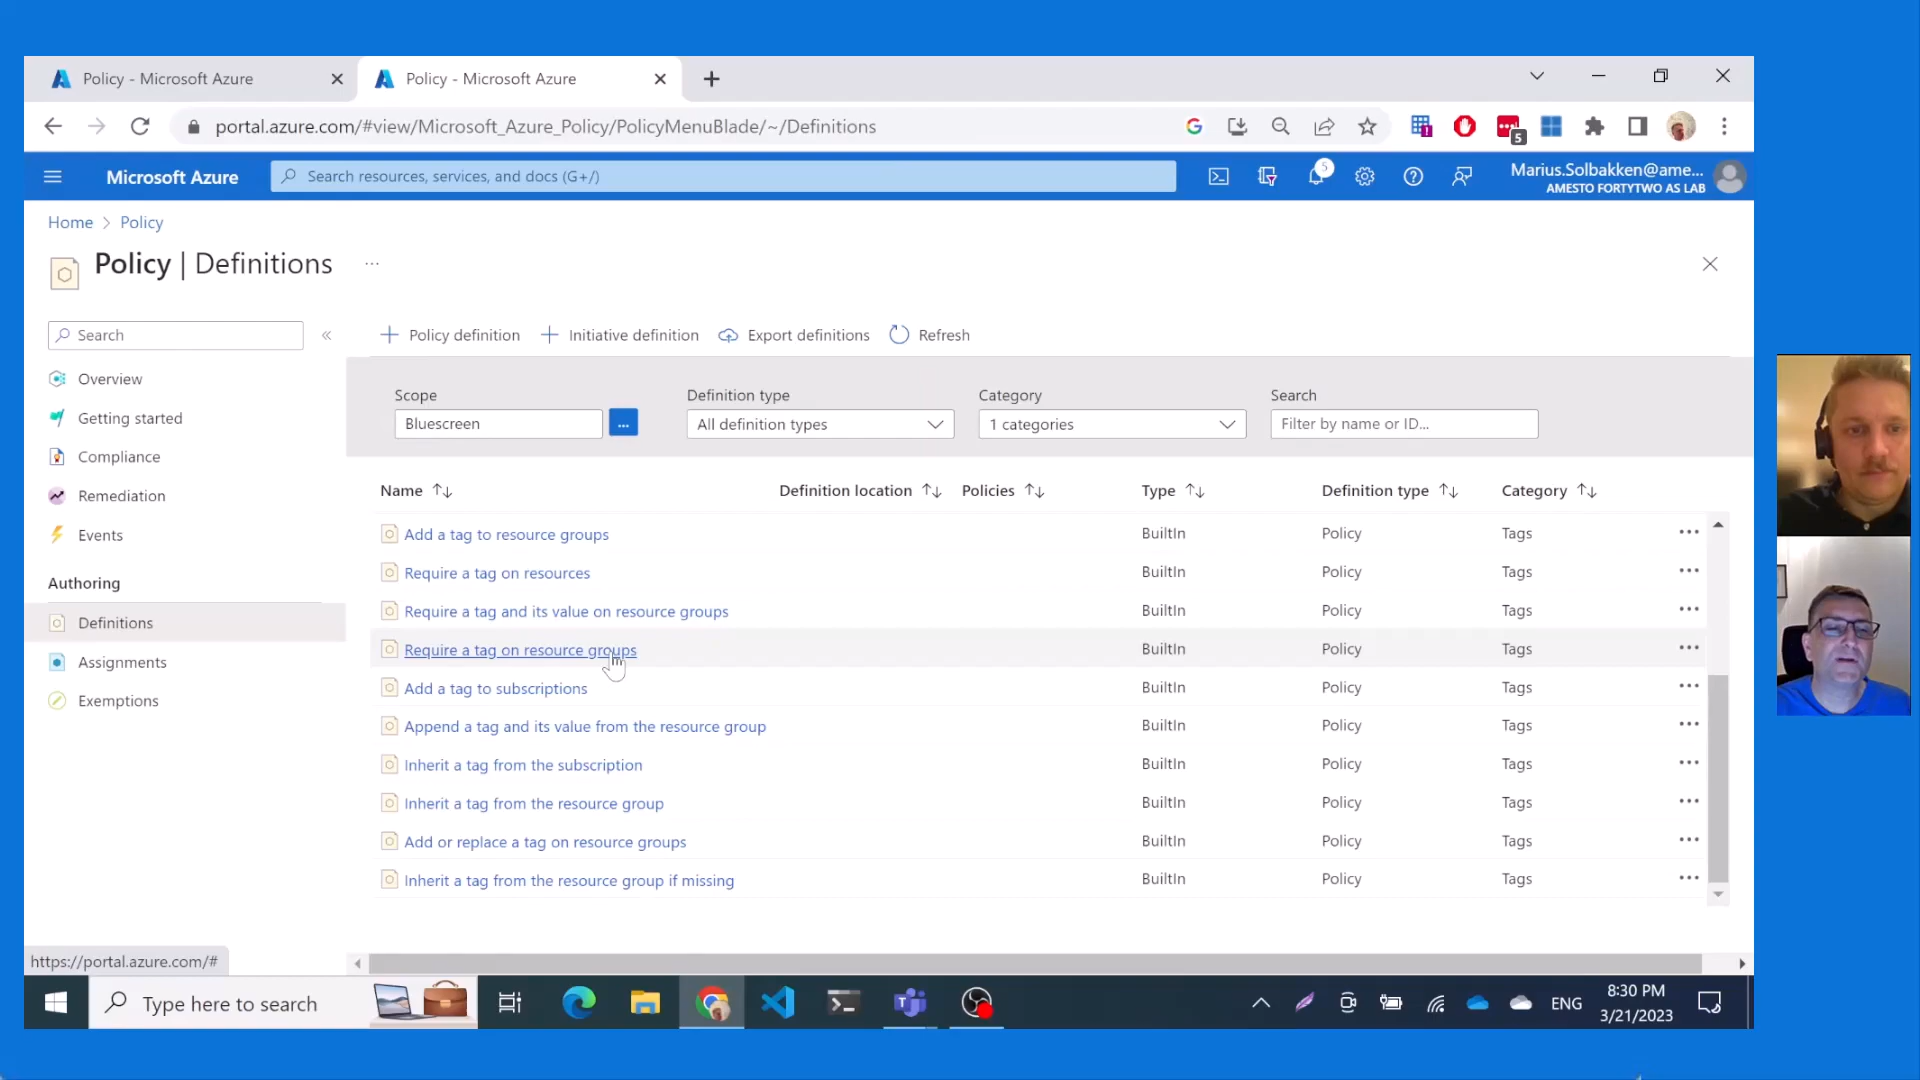 Policy - Microsoft Azure
Policy - Microsoft Azure
portal.azure.com/#view/Microsoft_Azure_Policy/PolicyMenuBlade/~/Definitions
5
Microsoft Azure
Search resources, services, and docs (G+/)
5
Marius.Solbakken@ame...
AMESTO FORTYTWO AS LAB
Home > Policy
Policy | Definitions ...
Search
«
Policy definition
Initiative definition
Export definitions
Refresh
Overview
Getting started
Compliance
Remediation
Events
Authoring
Definitions
Assignments
Exemptions
Scope
Definition type
Category
Search
Bluescreen
...
All definition types
1 categories
Filter by name or ID...
Name Definition location Policies Type Definition type Category
Add a tag to resource groups BuiltIn Policy Tags ...
Require a tag on resources BuiltIn Policy Tags ...
Require a tag and its value on resource groups BuiltIn Policy Tags ...
Require a tag on resource groups BuiltIn Policy Tags ...
Add a tag to subscriptions BuiltIn Policy Tags ...
Append a tag and its value from the resource group BuiltIn Policy Tags ...
Inherit a tag from the subscription BuiltIn Policy Tags ...
Inherit a tag from the resource group BuiltIn Policy Tags ...
Add or replace a tag on resource groups BuiltIn Policy Tags ...
Inherit a tag from the resource group if missing BuiltIn Policy Tags ...
https://portal.azure.com/#
Type here to search
ENG
8:30 PM
3/21/2023